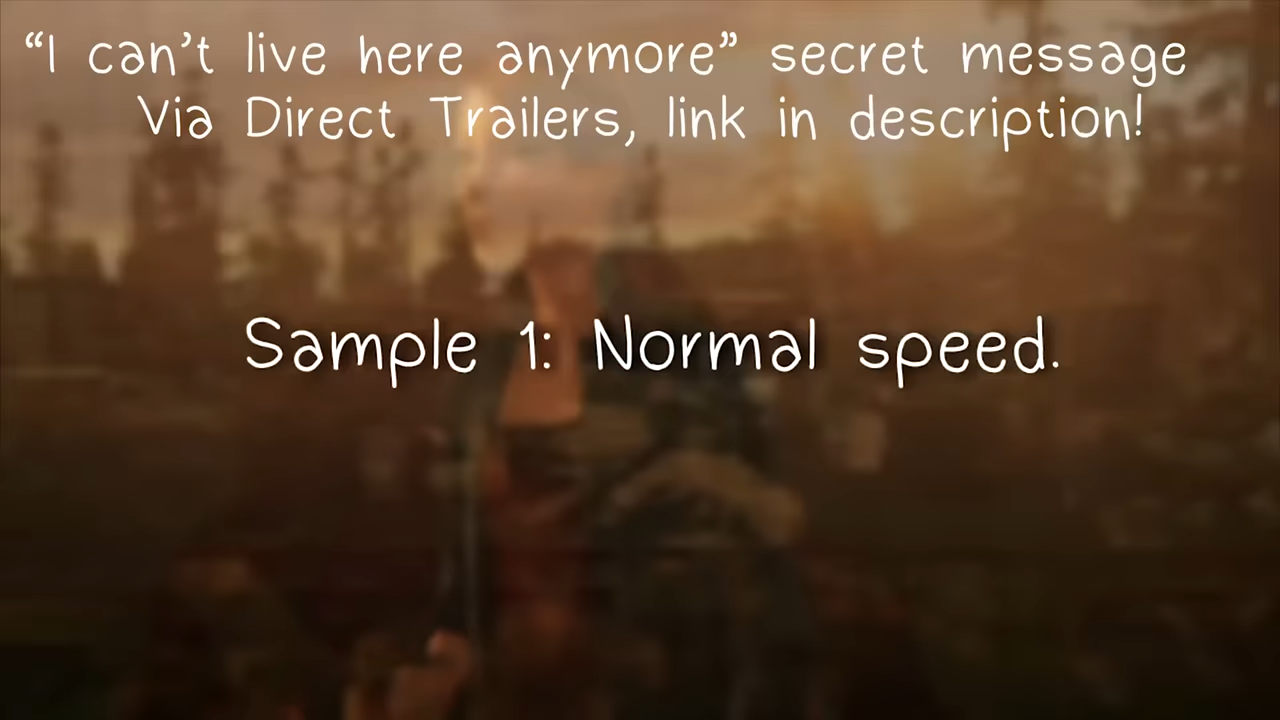 “I can’t live here anymore” secret message
Via Direct Trailers, link in description!
Sample 1: Normal speed.